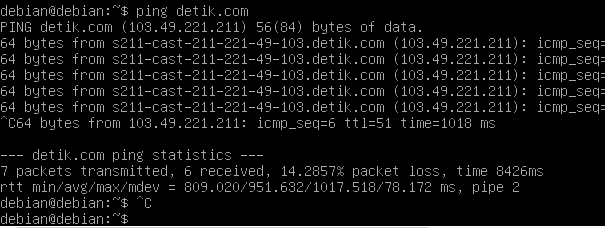 debian@debian:~$ ping detik.com
PING detik.com (103.49.221.211) 56(84) bytes of data.
64 bytes from s211-cast-211-221-49-103.detik.com (103.49.221.211): icmp_seq=
64 bytes from s211-cast-211-221-49-103.detik.com (103.49.221.211): icmp_seq=
64 bytes from s211-cast-211-221-49-103.detik.com (103.49.221.211): icmp_seq=
64 bytes from s211-cast-211-221-49-103.detik.com (103.49.221.211): icmp_seq=
64 bytes from s211-cast-211-221-49-103.detik.com (103.49.221.211): icmp_seq=
^C64 bytes from 103.49.221.211: icmp_seq=6 ttl=51 time=1018 ms
--- detik.com ping statistics ---
7 packets transmitted, 6 received, 14.2857% packet loss, time 8426ms
rtt min/avg/max/mdev = 809.020/951.632/1017.518/78.172 ms, pipe 2
debian@debian:~$ ^C
debian@debian:~$